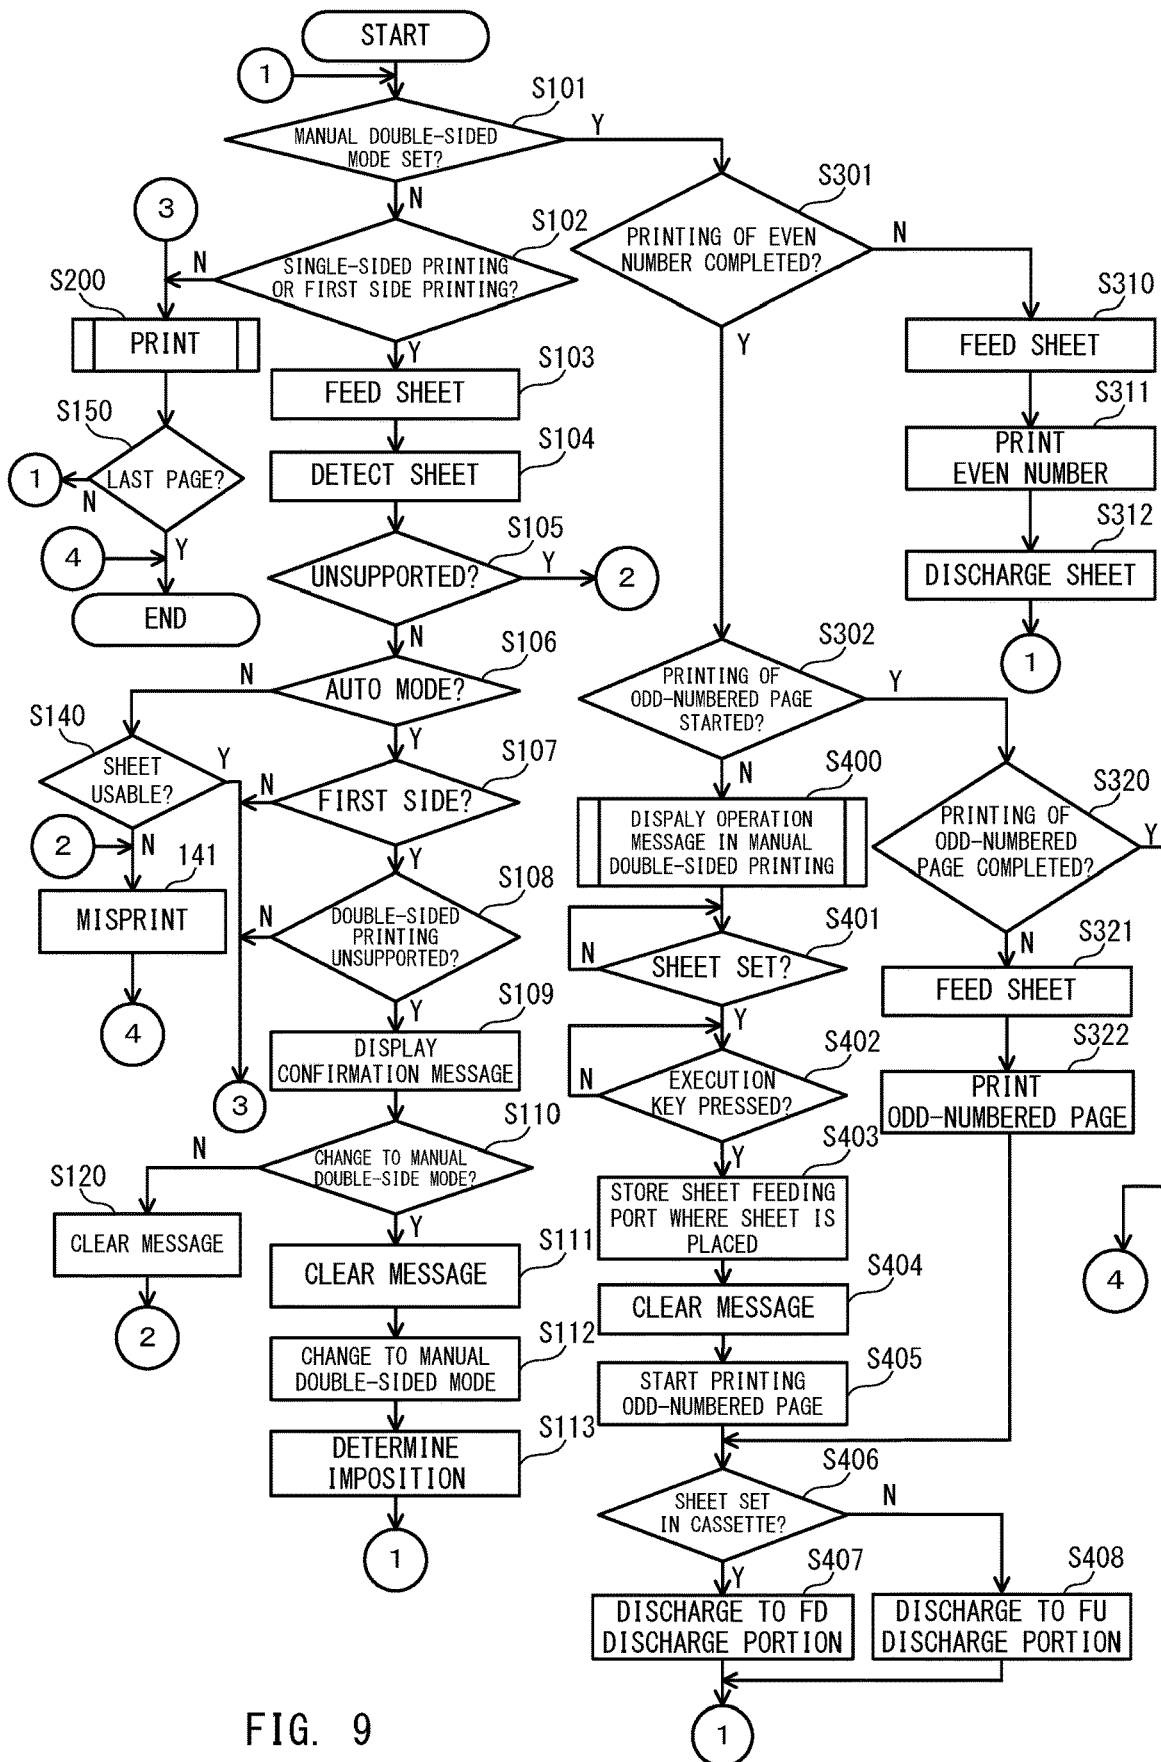 START
1
S101
MANUAL DOUBLE-SIDED
MODE SET?
Y
N
3
S102
SINGLE-SIDED PRINTING
OR FIRST SIDE PRINTING?
N
Y
S200
PRINT
S150
LAST PAGE?
1
N
Y
4
END
S103
FEED SHEET
S104
DETECT SHEET
S105
UNSUPPORTED?
Y
2
N
S106
AUTO MODE?
N
Y
S140
SHEET
USABLE?
Y
N
2
141
MISPRINT
4
S107
FIRST SIDE?
N
Y
S108
DOUBLE-SIDED
PRINTING
UNSUPPORTED?
N
Y
3
S109
DISPLAY
CONFIRMATION MESSAGE
S110
CHANGE TO MANUAL
DOUBLE-SIDE MODE?
N
Y
S120
CLEAR MESSAGE
2
S111
CLEAR MESSAGE
S112
CHANGE TO MANUAL
DOUBLE-SIDED MODE
S113
DETERMINE
IMPOSITION
1
S301
PRINTING OF EVEN
NUMBER COMPLETED?
N
Y
S310
FEED SHEET
S311
PRINT
EVEN NUMBER
S312
DISCHARGE SHEET
1
S302
PRINTING OF
ODD-NUMBERED PAGE
STARTED?
Y
N
S400
DISPALY OPERATION
MESSAGE IN MANUAL
DOUBLE-SIDED PRINTING
S401
SHEET SET?
N
Y
S402
EXECUTION
KEY PRESSED?
N
Y
S403
STORE SHEET FEEDING
PORT WHERE SHEET IS
PLACED
S404
CLEAR MESSAGE
S405
START PRINTING
ODD-NUMBERED PAGE
S320
PRINTING OF
ODD-NUMBERED
PAGE COMPLETED?
Y
N
S321
FEED SHEET
S322
PRINT
ODD-NUMBERED PAGE
4
S406
SHEET SET
IN CASSETTE?
N
Y
S407
DISCHARGE TO FD
DISCHARGE PORTION
S408
DISCHARGE TO FU
DISCHARGE PORTION
1
FIG. 9